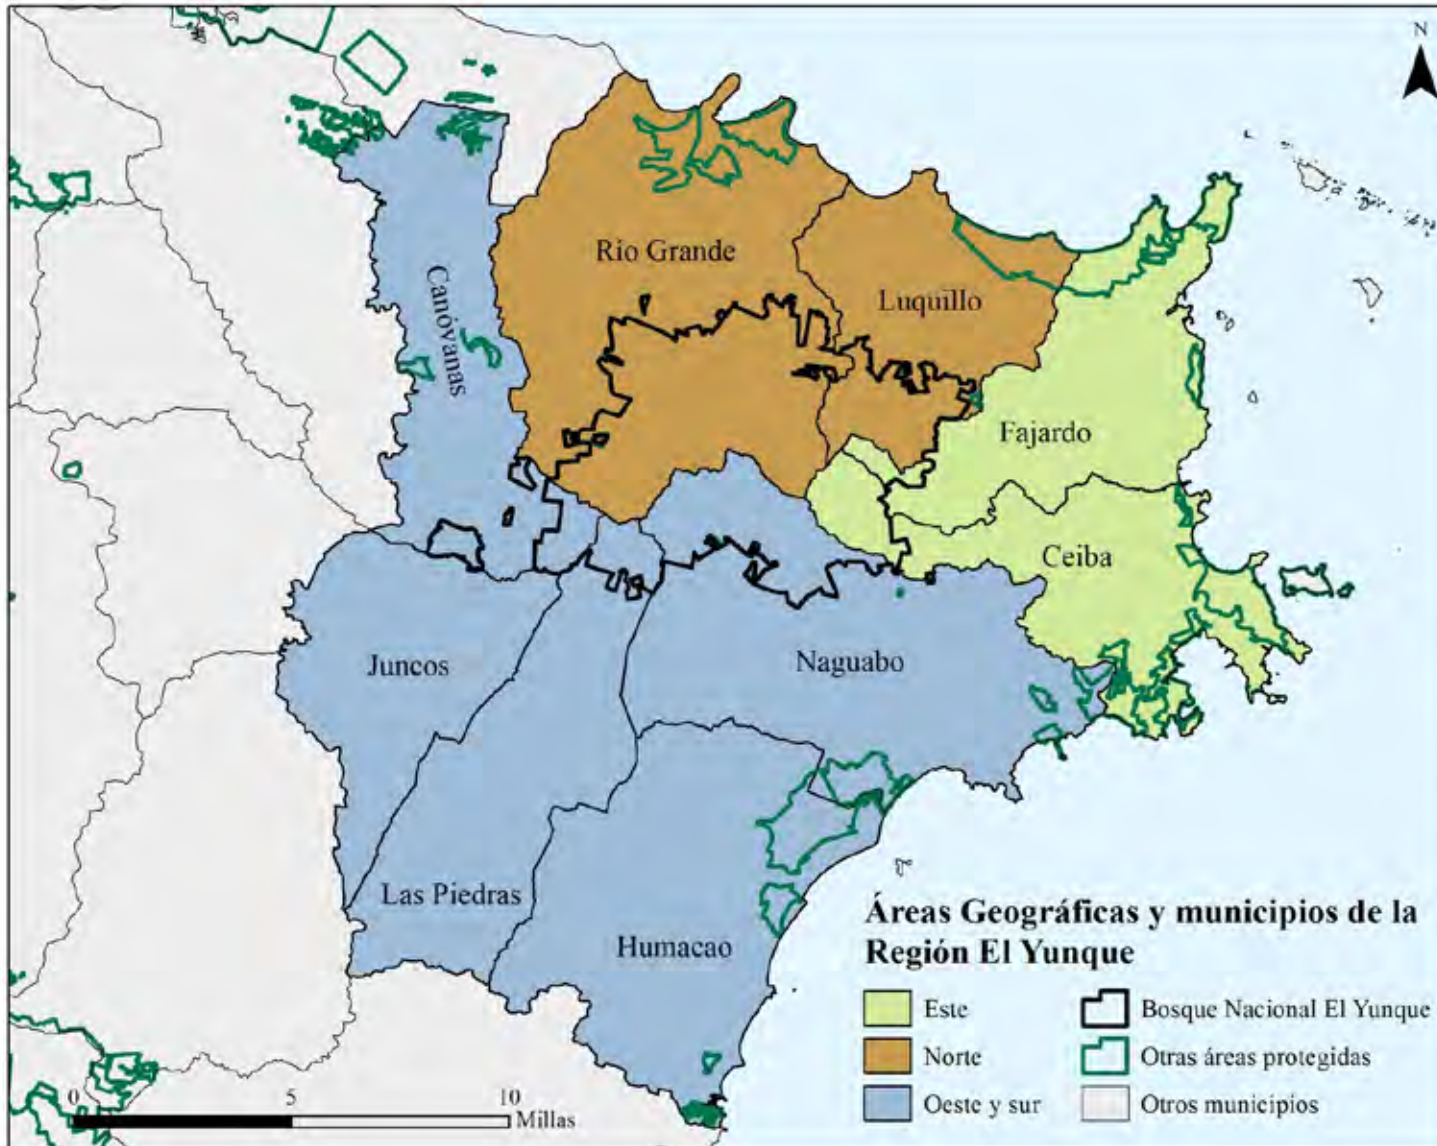 N
Río Grande
Canóvanas
Luquillo
Fajardo
Ceiba
Juncos
Naguabo
Las Piedras
Humacao
Áreas Geográficas y municipios de la
Región El Yunque
Este
Bosque Nacional El Yunque
Norte
Otras áreas protegidas
Oeste y sur
Otros municipios
0 5 10
Millas